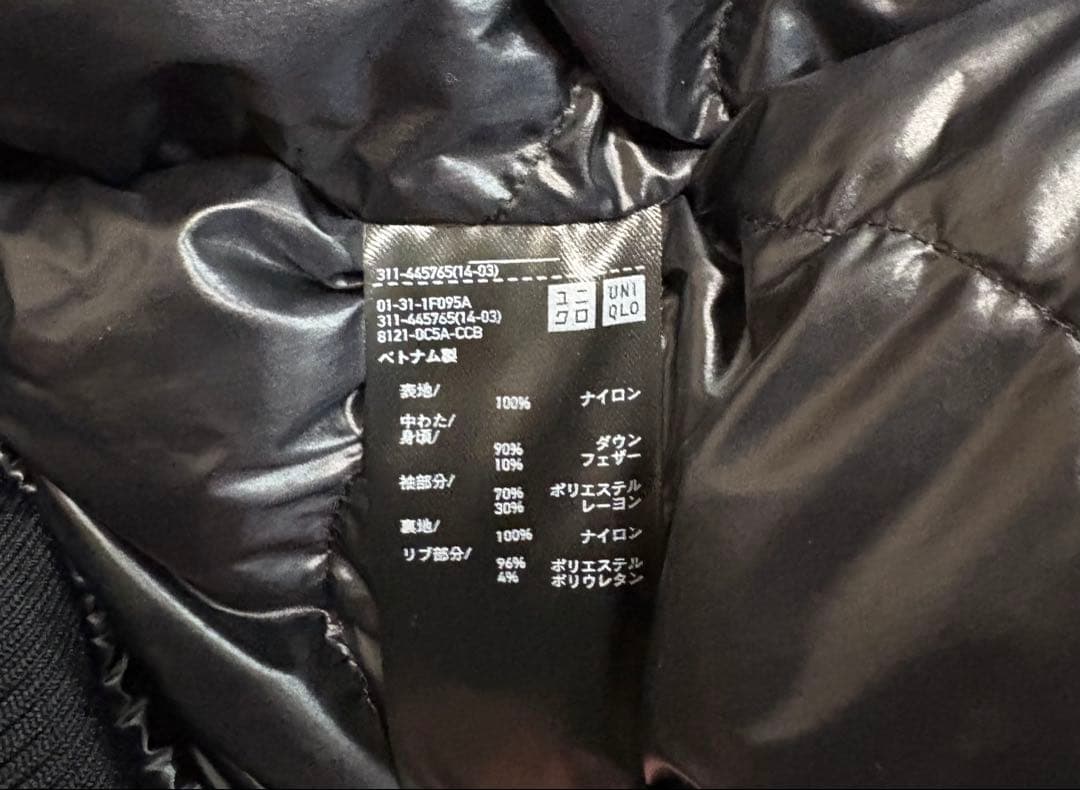 311-445765(14-03)
ユニ
クロ
UNI
QLO
01-31-1F095A
311-445765(14-03)
8121-0C5A-CCB
ベトナム製
表地/
100% ナイロン
中わた/
身頃/
90% ダウン
10% フェザー
袖部分/
70% ポリエステル
30% レーヨン
裏地/
100% ナイロン
リブ部分/
96% ポリエステル
4% ポリウレタン